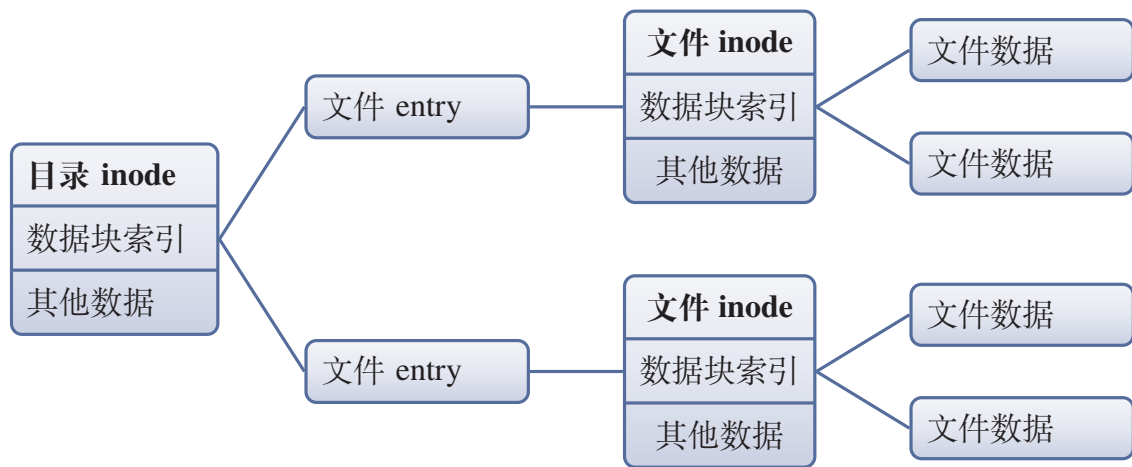 目录 inode
数据块索引
其他数据
文件 entry
文件 inode
数据块索引
其他数据
文件数据
文件数据
文件 entry
文件 inode
数据块索引
其他数据
文件数据
文件数据